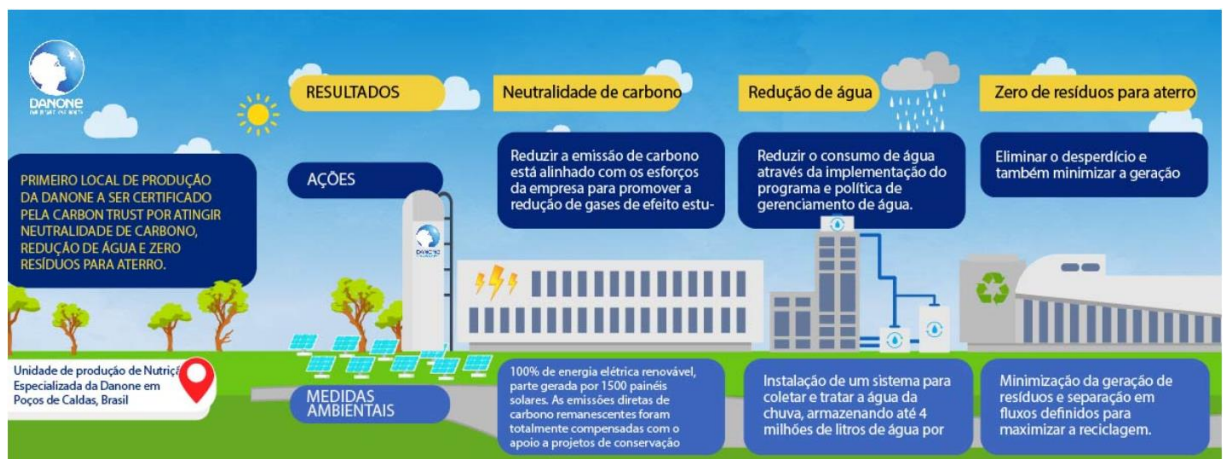 DANONE
RESULTADOS
Neutralidade de carbono
Redução de água
Zero de resíduos para aterro
PRIMEIRO LOCAL DE PRODUÇÃO
DA DANONE A SER CERTIFICADO
PELA CARBON TRUST POR ATINGIR
NEUTRALIDADE DE CARBONO,
REDUÇÃO DE ÁGUA E ZERO
RESÍDUOS PARA ATERRO.
AÇÕES
Reduzir a emissão de carbono
está alinhado com os esforços
da empresa para promover a
redução de gases de efeito estu-
Reduzir o consumo de água
através da implementação do
programa e política de
gerenciamento de água.
Eliminar o desperdício e
também minimizar a geração
DANONE
Unidade de produção de Nutriçã
Especializada da Danone em
Poços de Caldas, Brasil
MEDIDAS
AMBIENTAIS
100% de energia elétrica renovável,
parte gerada por 1500 painéis
solares. As emissões diretas de
carbono remanescentes foram
totalmente compensadas com o
apoio a projetos de conservação
Instalação de um sistema para
coletar e tratar a água da
chuva, armazenando até 4
milhões de litros de água por
Minimização da geração de
resíduos e separação em
fluxos definidos para
maximizar a reciclagem.